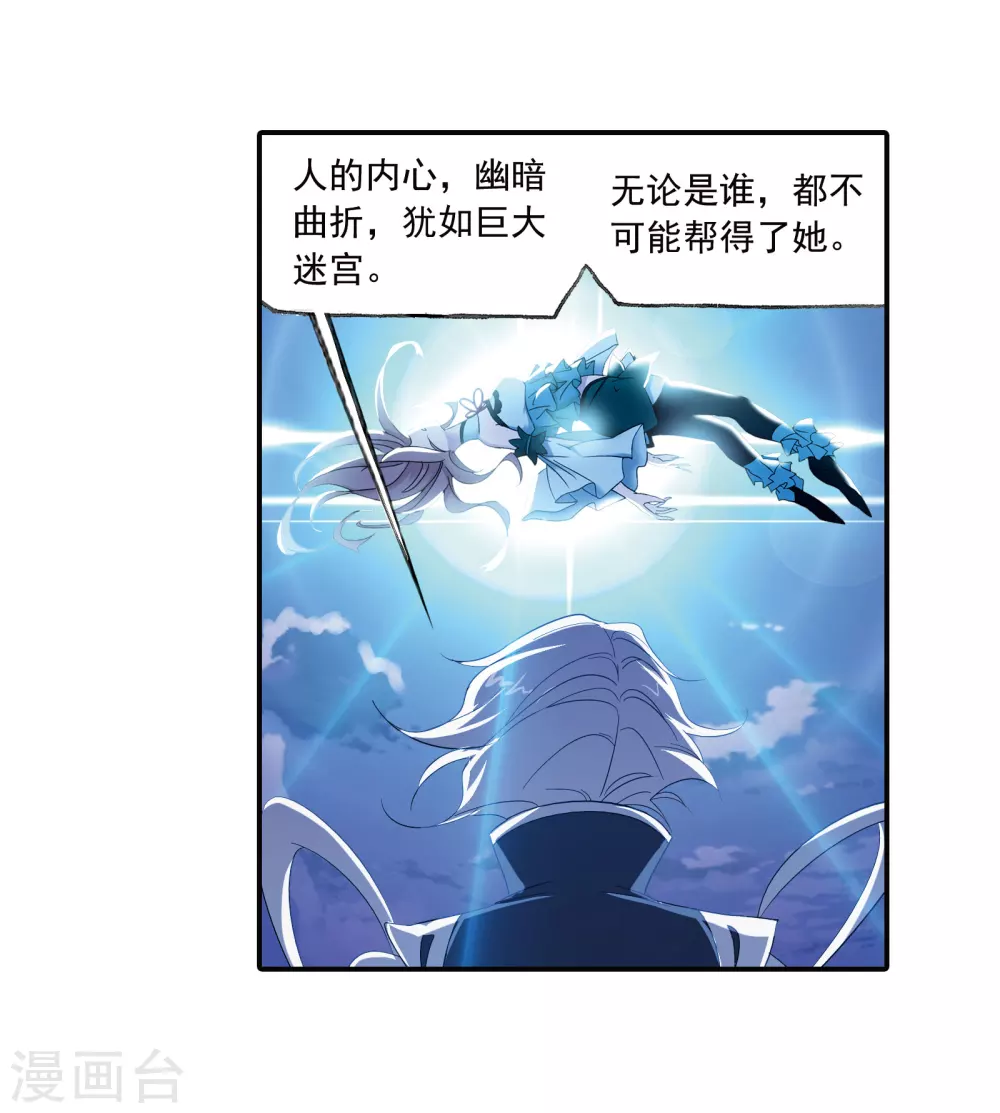 人的内心，幽暗
曲折，犹如巨大
迷宫。
无论是谁，都不
可能帮得了她。
漫画台